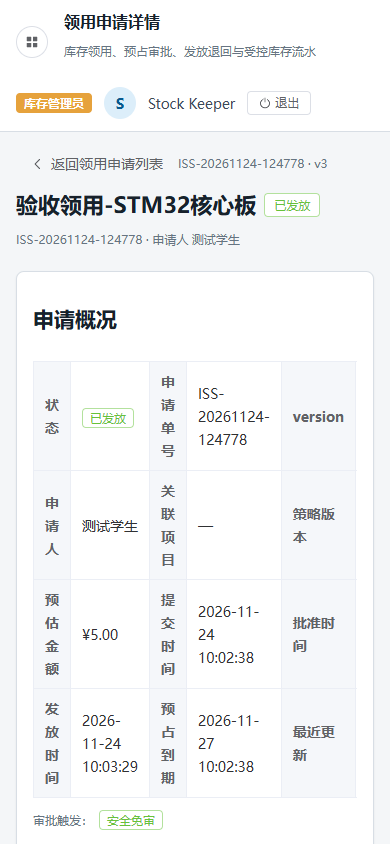 领用申请详情
库存领用、预占审批、发放退回与受控库存流水
库存管理员 S Stock Keeper 退出
返回领用申请列表 ISS-20261124-124778 · v3
验收领用-STM32核心板 已发放
ISS-20261124-124778 · 申请人 测试学生
申请概况
状态 已发放 申请单号 ISS-20261124-124778 version
申请人 测试学生 关联项目 — 策略版本
预估金额 ¥5.00 提交时间 2026-11-24 10:02:38 批准时间
发放时间 2026-11-24 10:03:29 预占到期 2026-11-27 10:02:38 最近更新
审批触发： 安全免审